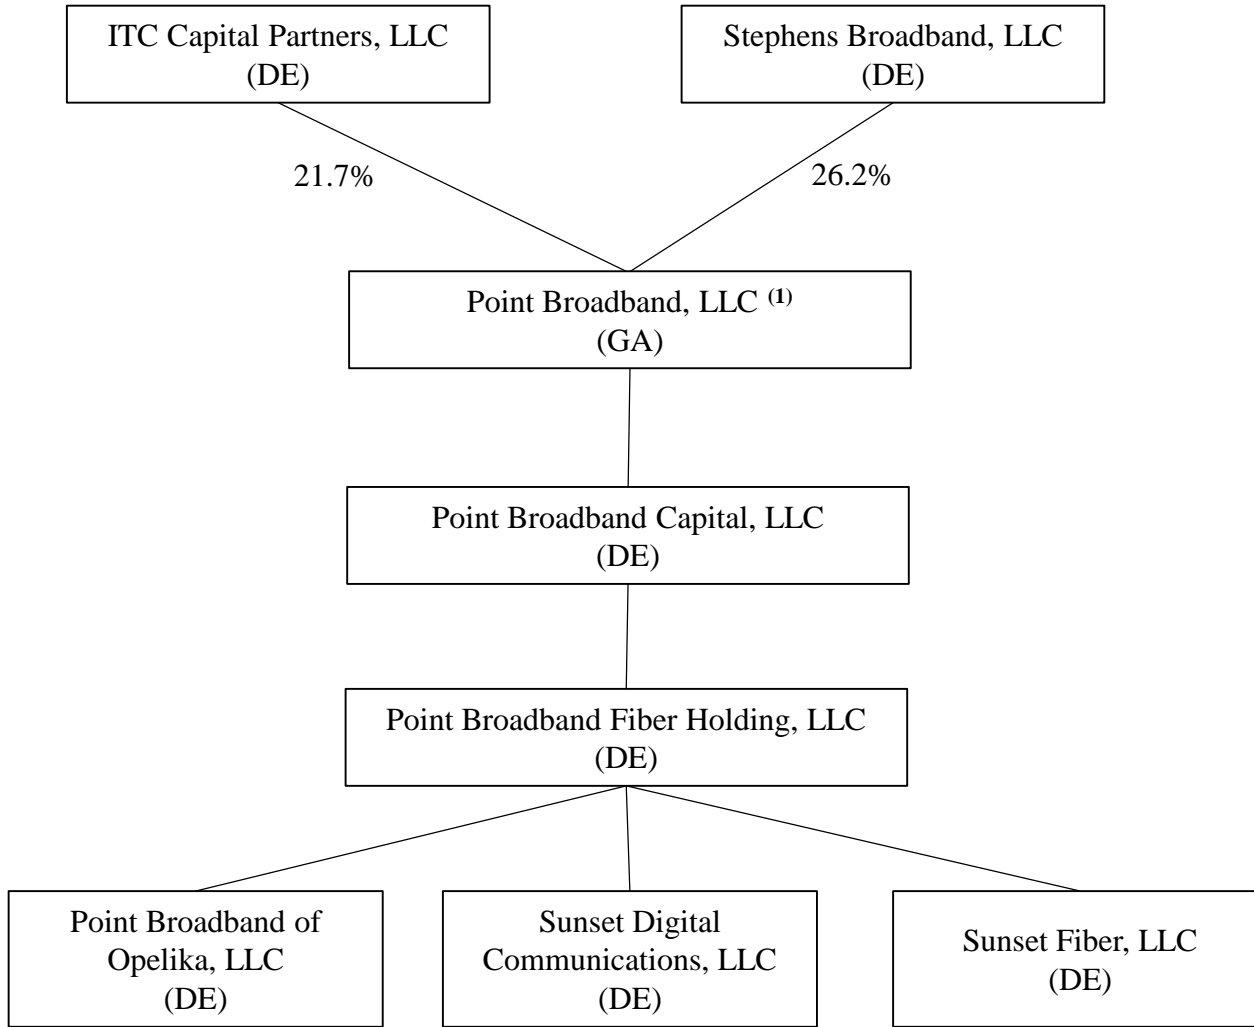 ITC Capital Partners, LLC
(DE)
Stephens Broadband, LLC
(DE)
21.7%
26.2%
Point Broadband, LLC (1)
(GA)
Point Broadband Capital, LLC
(DE)
Point Broadband Fiber Holding, LLC
(DE)
Point Broadband of
Opelika, LLC
(DE)
Sunset Digital
Communications, LLC
(DE)
Sunset Fiber, LLC
(DE)